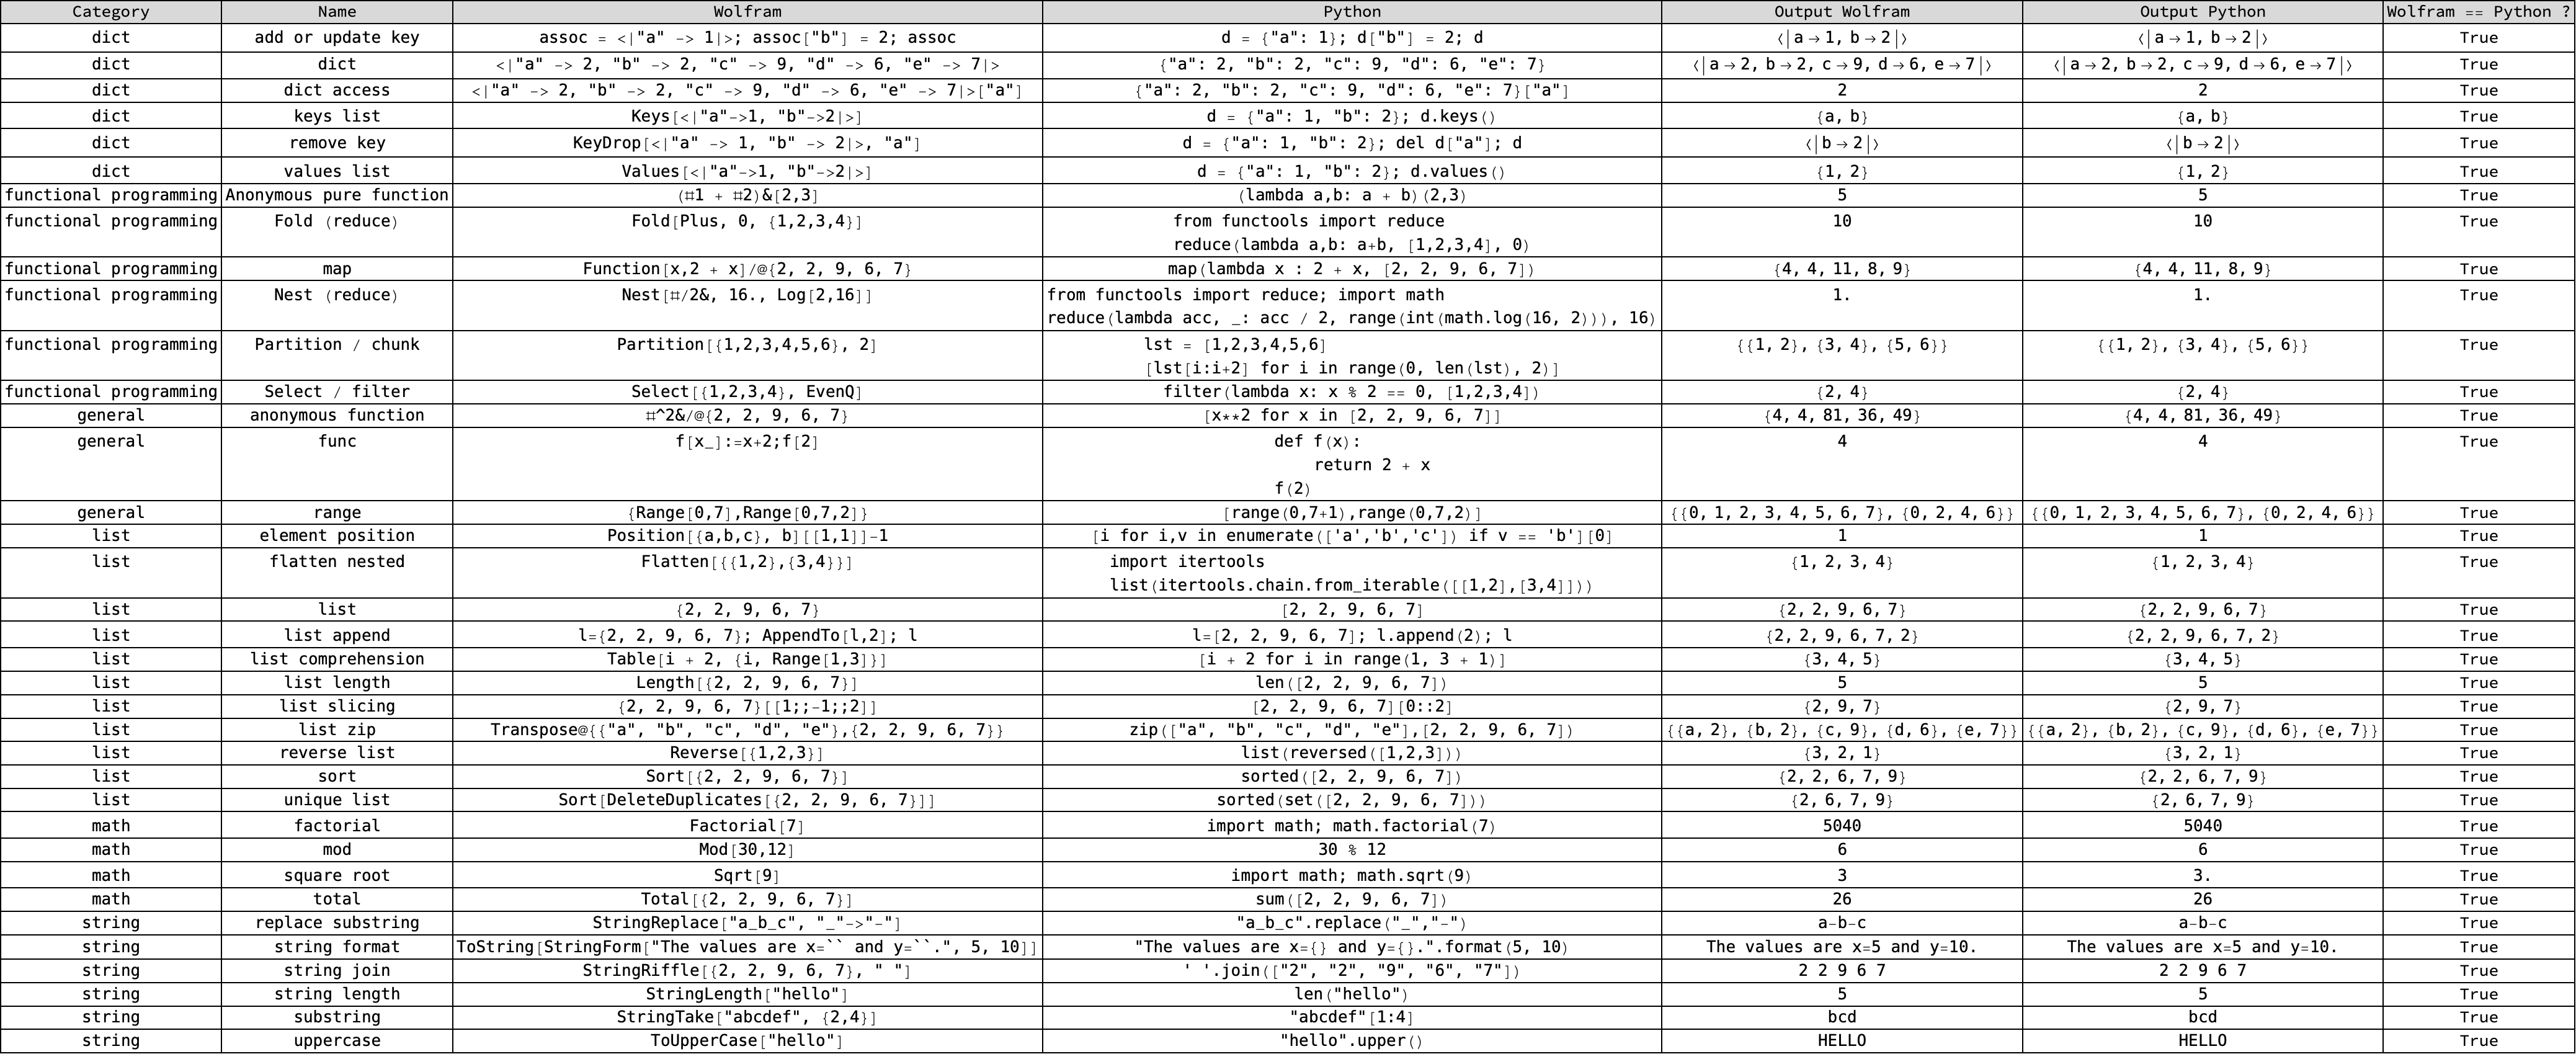 Category Name Wolfram Python Output Wolfram Output Python Wolfram == Python ?
dict add or update key assoc = <|"a" -> 1|>; assoc["b"] = 2; assoc d = {"a": 1}; d["b"] = 2; d ⟨|a→1, b→2|⟩ ⟨|a→1, b→2|⟩ True
dict dict <|"a" -> 2, "b" -> 2, "c" -> 9, "d" -> 6, "e" -> 7|> {"a": 2, "b": 2, "c": 9, "d": 6, "e": 7} ⟨|a→2, b→2, c→9, d→6, e→7|⟩ ⟨|a→2, b→2, c→9, d→6, e→7|⟩ True
dict dict access <|"a" -> 2, "b" -> 2, "c" -> 9, "d" -> 6, "e" -> 7|>["a"] {"a": 2, "b": 2, "c": 9, "d": 6, "e": 7}["a"] 2 2 True
dict keys list Keys[<|"a"->1, "b"->2|>] d = {"a": 1, "b": 2}; d.keys() {a, b} {a, b} True
dict remove key KeyDrop[<|"a" -> 1, "b" -> 2|>, "a"] d = {"a": 1, "b": 2}; del d["a"]; d ⟨|b→2|⟩ ⟨|b→2|⟩ True
dict values list Values[<|"a"->1, "b"->2|>] d = {"a": 1, "b": 2}; d.values() {1, 2} {1, 2} True
functional programming Anonymous pure function (#1 + #2)&[2,3] (lambda a,b: a + b)(2,3) 5 5 True
functional programming Fold (reduce) Fold[Plus, 0, {1,2,3,4}] from functools import reduce 10 10 True
reduce(lambda a,b: a+b, [1,2,3,4], 0)
functional programming map Function[x,2 + x]/@{2, 2, 9, 6, 7} map(lambda x : 2 + x, [2, 2, 9, 6, 7]) {4, 4, 11, 8, 9} {4, 4, 11, 8, 9} True
functional programming Nest (reduce) Nest[#/2&, 16., Log[2,16]] from functools import reduce; import math 1. 1. True
reduce(lambda acc, _: acc / 2, range(int(math.log(16, 2))), 16)
functional programming Partition / chunk Partition[{1,2,3,4,5,6}, 2] lst = [1,2,3,4,5,6] {{1, 2}, {3, 4}, {5, 6}} {{1, 2}, {3, 4}, {5, 6}} True
[lst[i:i+2] for i in range(0, len(lst), 2)]
functional programming Select / filter Select[{1,2,3,4}, EvenQ] filter(lambda x: x % 2 == 0, [1,2,3,4]) {2, 4} {2, 4} True
general anonymous function #^2&/@{2, 2, 9, 6, 7} [x**2 for x in [2, 2, 9, 6, 7]] {4, 4, 81, 36, 49} {4, 4, 81, 36, 49} True
general func f[x_]:=x+2;f[2] def f(x): 4 4 True
return 2 + x
f(2)
general range {Range[0,7],Range[0,7,2]} [range(0,7+1),range(0,7,2)] {{0, 1, 2, 3, 4, 5, 6, 7}, {0, 2, 4, 6}} {{0, 1, 2, 3, 4, 5, 6, 7}, {0, 2, 4, 6}} True
list element position Position[{a,b,c}, b][[1,1]]-1 [i for i,v in enumerate(['a','b','c']) if v == 'b'][0] 1 1 True
list flatten nested Flatten[{{1,2},{3,4}}] import itertools {1, 2, 3, 4} {1, 2, 3, 4} True
list(itertools.chain.from_iterable([[1,2],[3,4]]))
list list {2, 2, 9, 6, 7} [2, 2, 9, 6, 7] {2, 2, 9, 6, 7} {2, 2, 9, 6, 7} True
list list append l={2, 2, 9, 6, 7}; AppendTo[l,2]; l l=[2, 2, 9, 6, 7]; l.append(2); l {2, 2, 9, 6, 7, 2} {2, 2, 9, 6, 7, 2} True
list list comprehension Table[i + 2, {i, Range[1,3]}] [i + 2 for i in range(1, 3 + 1)] {3, 4, 5} {3, 4, 5} True
list list length Length[{2, 2, 9, 6, 7}] len([2, 2, 9, 6, 7]) 5 5 True
list list slicing {2, 2, 9, 6, 7}[[1;;-1;;2]] [2, 2, 9, 6, 7][0::2] {2, 9, 7} {2, 9, 7} True
list list zip Transpose@{{"a", "b", "c", "d", "e"},{2, 2, 9, 6, 7}} zip(["a", "b", "c", "d", "e"],[2, 2, 9, 6, 7]) {{a, 2}, {b, 2}, {c, 9}, {d, 6}, {e, 7}} {{a, 2}, {b, 2}, {c, 9}, {d, 6}, {e, 7}} True
list reverse list Reverse[{1,2,3}] list(reversed([1,2,3])) {3, 2, 1} {3, 2, 1} True
list sort Sort[{2, 2, 9, 6, 7}] sorted([2, 2, 9, 6, 7]) {2, 2, 6, 7, 9} {2, 2, 6, 7, 9} True
list unique list Sort[DeleteDuplicates[{2, 2, 9, 6, 7}]] sorted(set([2, 2, 9, 6, 7])) {2, 6, 7, 9} {2, 6, 7, 9} True
math factorial Factorial[7] import math; math.factorial(7) 5040 5040 True
math mod Mod[30,12] 30 % 12 6 6 True
math square root Sqrt[9] import math; math.sqrt(9) 3 3. True
math total Total[{2, 2, 9, 6, 7}] sum([2, 2, 9, 6, 7]) 26 26 True
string replace substring StringReplace["a_b_c", "_"->"-"] "a_b_c".replace("_","-") a-b-c a-b-c True
string string format ToString[StringForm["The values are x=`` and y=``.", 5, 10]] "The values are x={} and y={}.".format(5, 10) The values are x=5 and y=10. The values are x=5 and y=10. True
string string join StringRiffle[{2, 2, 9, 6, 7}, " "] ' '.join(["2", "2", "9", "6", "7"]) 2 2 9 6 7 2 2 9 6 7 True
string string length StringLength["hello"] len("hello") 5 5 True
string substring StringTake["abcdef", {2,4}] "abcdef"[1:4] bcd bcd True
string uppercase ToUpperCase["hello"] "hello".upper() HELLO HELLO True